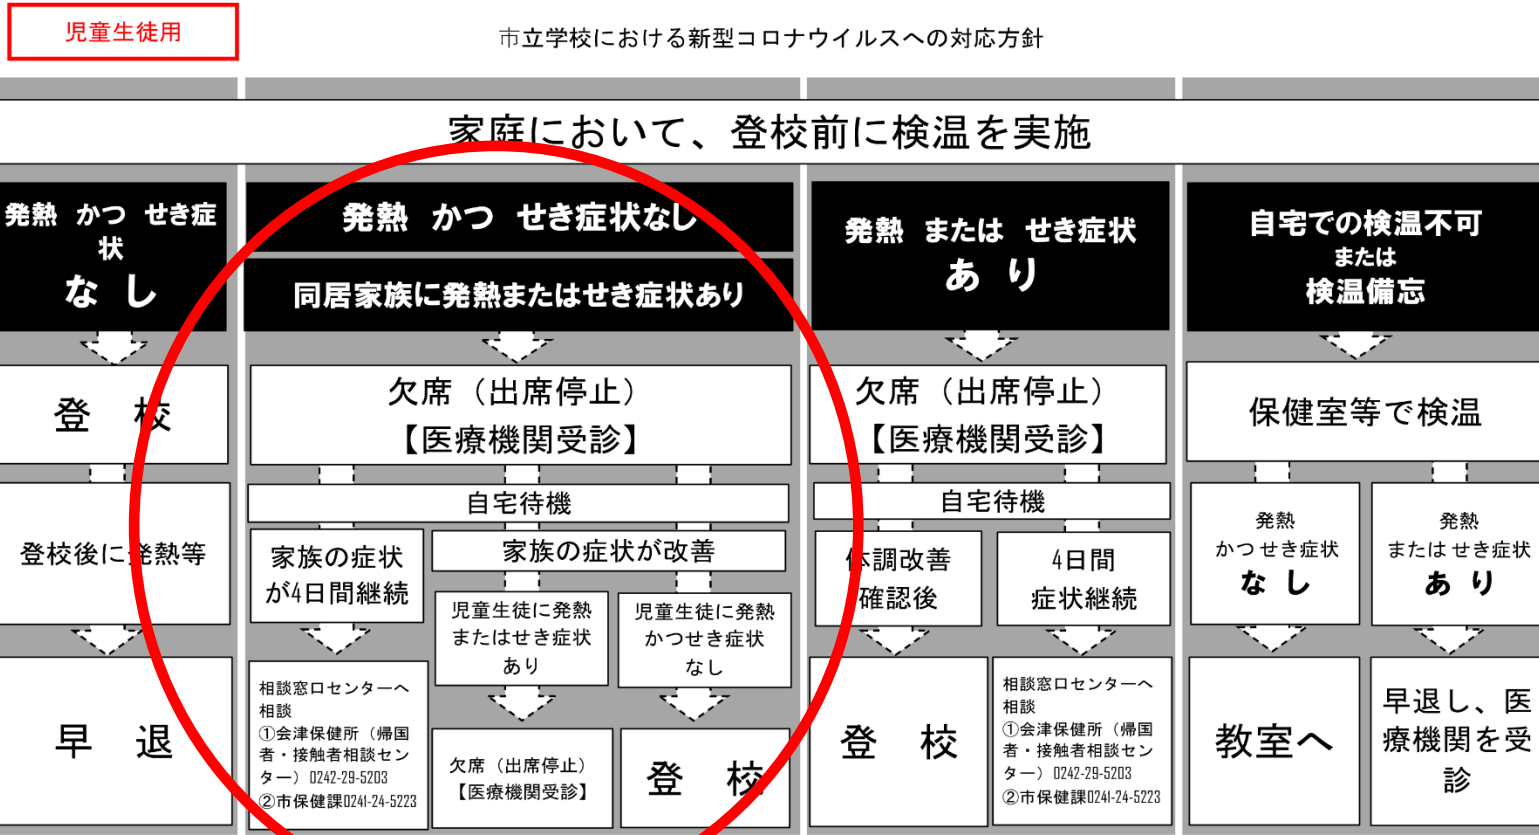 児童生徒用
市立学校における新型コロナウイルスへの対応方針
家庭において、登校前に検温を実施
発熱 かつ せき症
状
な し
登 校
登校後に発熱等
早 退
発熱 かつ せき症状なし
同居家族に発熱またはせき症状あり
欠席（出席停止）
【医療機関受診】
自宅待機
家族の症状
が4日間継続
相談窓口センターへ
相談
①会津保健所（帰国
者・接触者相談セン
ター）0242-29-5203
②市保健課0241-24-5223
家族の症状が改善
児童生徒に発熱
またはせき症状
あり
欠席（出席停止）
【医療機関受診】
児童生徒に発熱
かつせき症状
なし
登 校
発熱 または せき症状
あ り
欠席（出席停止）
【医療機関受診】
自宅待機
体調改善
確認後
登 校
4日間
症状継続
相談窓口センターへ
相談
①会津保健所（帰国
者・接触者相談セン
ター）0242-29-5203
②市保健課0241-24-5223
自宅での検温不可
または
検温備忘
保健室等で検温
発熱
かつ せき症状
な し
教室へ
発熱
または せき症状
あ り
早退し、医
療機関を受
診